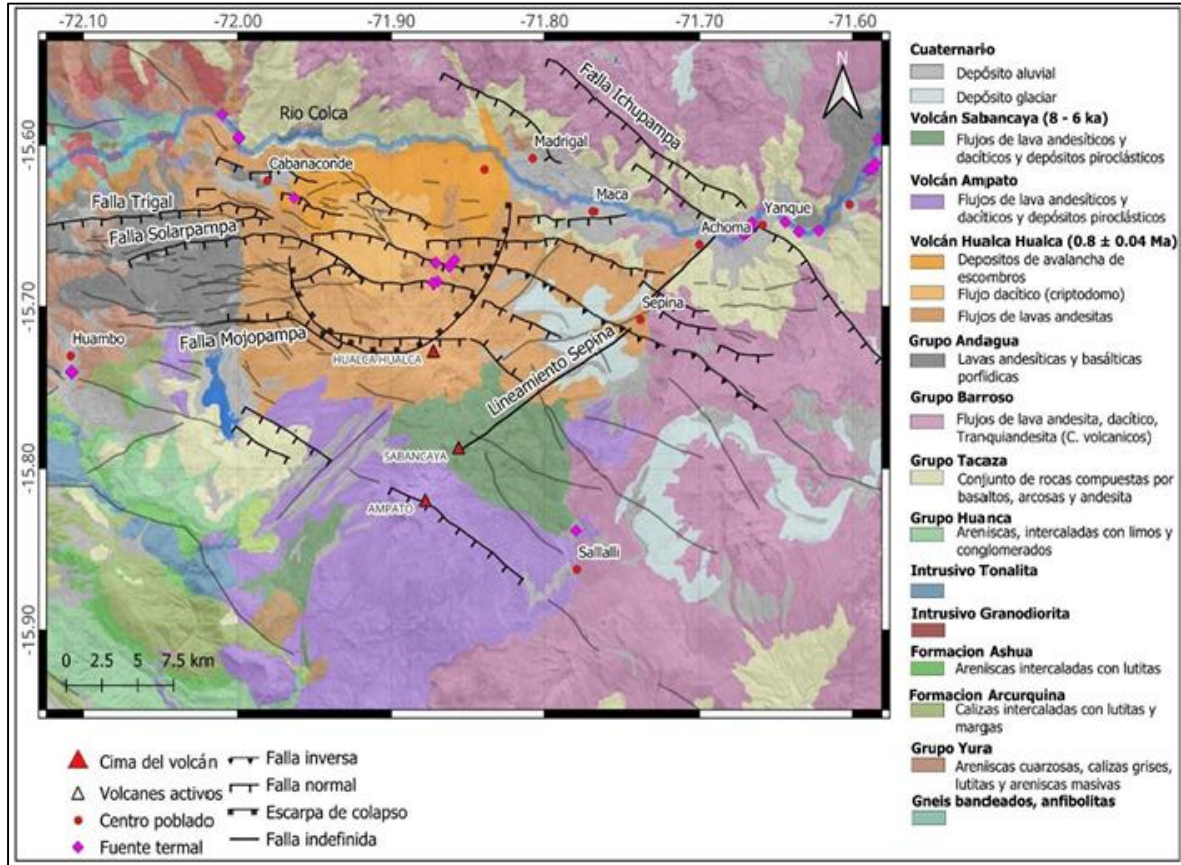 -72.10 -72.00 -71.90 -71.80 -71.70 -71.60
-15.60
-15.70
-15.80
-15.90
N
Falla Ichupampa
Rio Colca
Madrigal
Cabanaconde
Falla Trigal
Maca
Yanque
Falla Solarpampa
Achoma
Sepina
Huambo
Falla Mojopampa
HUALCA HUALCA
Lineamiento Sepina
SABANCAYA
AMPATO
Sallalli
0 2.5 5 7.5 km
Cima del volcán
Volcanes activos
Centro poblado
Fuente termal
Falla inversa
Falla normal
Escarpa de colapso
Falla indefinida
Cuaternario
Depósito aluvial
Depósito glaciar
Volcán Sabancaya (8 - 6 ka)
Flujos de lava andesíticos y
dacíticos y depósitos piroclásticos
Volcán Ampato
Flujos de lava andesíticos y
dacíticos y depósitos piroclásticos
Volcán Hualca Hualca (0.8 ± 0.04 Ma)
Depositos de avalancha de
escombros
Flujo dacítico (criptodomo)
Flujos de lavas andesitas
Grupo Andagua
Lavas andesíticas y basálticas
porfidicas
Grupo Barroso
Flujos de lava andesita, dacítico,
Tranquiandesita (C. volcanicos)
Grupo Tacaza
Conjunto de rocas compuestas por
basaltos, arcosas y andesita
Grupo Huanca
Areniscas, intercaladas con limos y
conglomerados
Intrusivo Tonalita
Intrusivo Granodiorita
Formacion Ashua
Areniscas intercaladas con lutitas
Formacion Arcurquina
Calizas intercaladas con lutitas y
margas
Grupo Yura
Areniscas cuarzosas, calizas grises,
lutitas y areniscas masivas
Gneis bandeados, anfibolitas